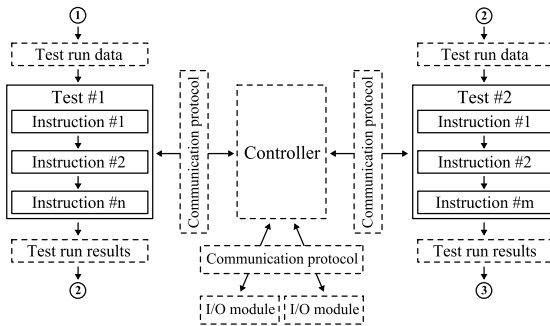 1
Test run data
Test #1
Instruction #1
Instruction #2
Instruction #n
Test run results
2
Communication protocol
Controller
Communication protocol
Communication protocol
I/O module
I/O module
2
Test run data
Test #2
Instruction #1
Instruction #2
Instruction #m
Test run results
3